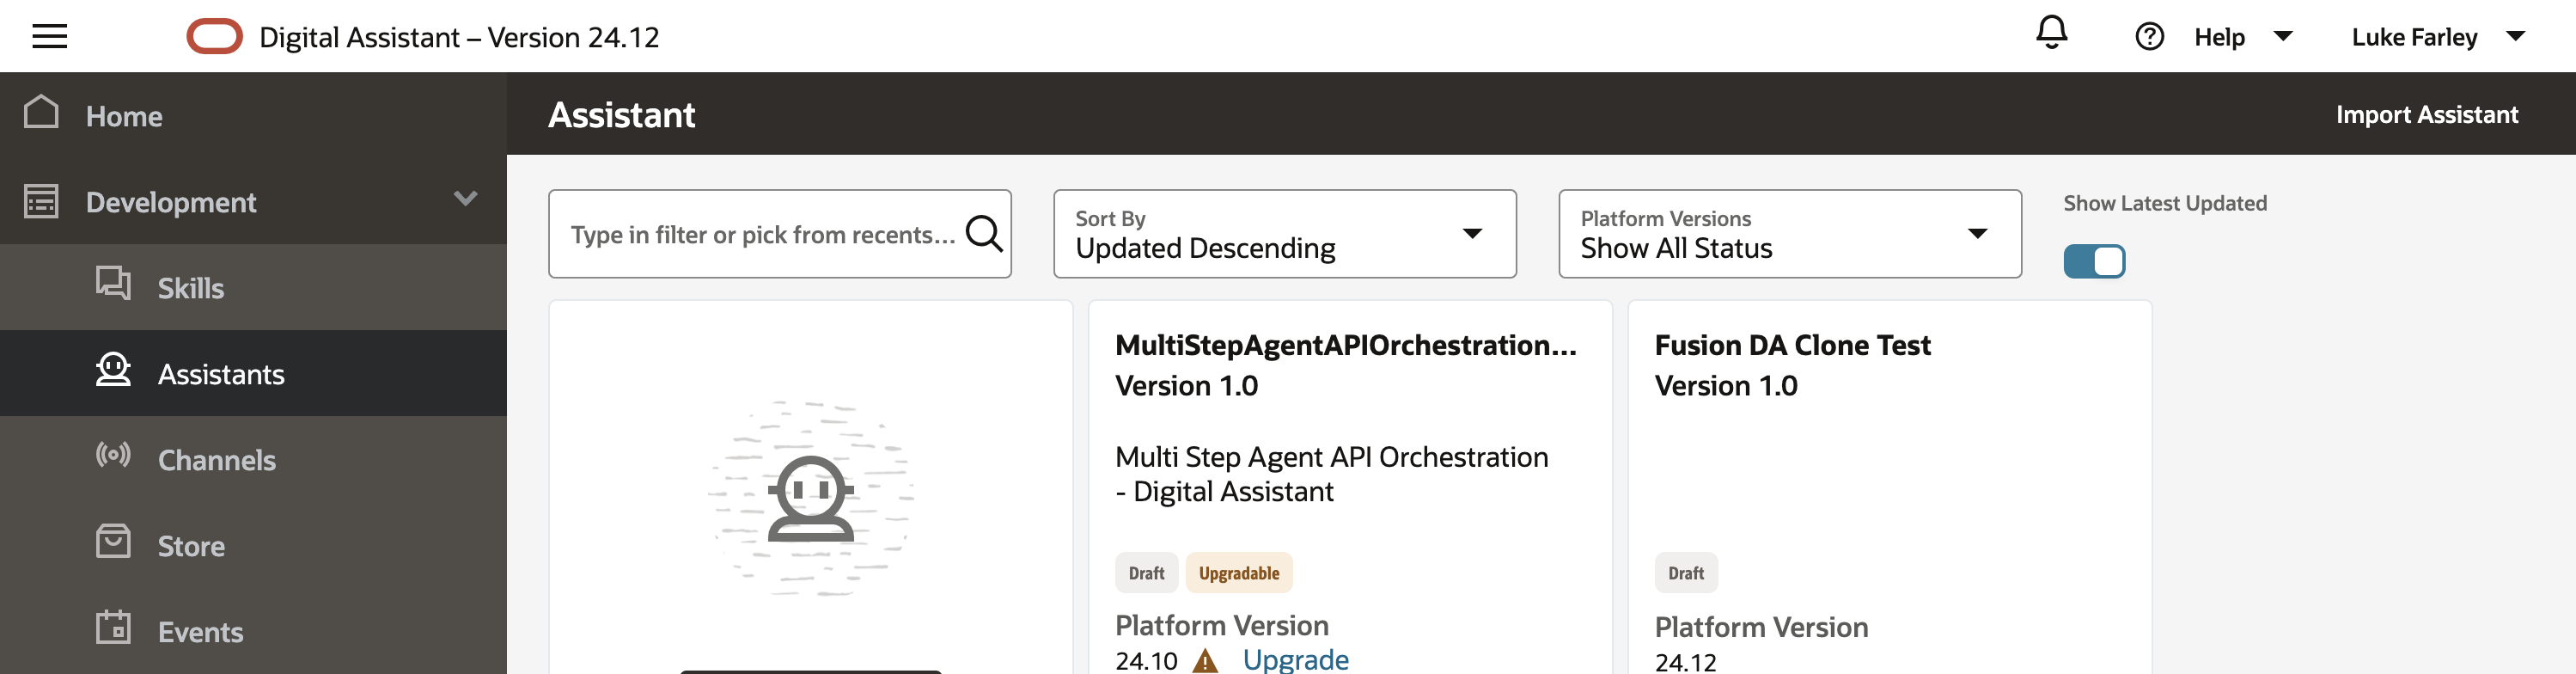 Digital Assistant – Version 24.12
Help
Luke Farley
Home
Development
Skills
Assistants
Channels
Store
Events
Assistant
Import Assistant
Type in filter or pick from recents...
Sort By
Updated Descending
Platform Versions
Show All Status
Show Latest Updated
MultiStepAgentAPIOrchestration...
Version 1.0
Multi Step Agent API Orchestration
- Digital Assistant
Draft
Upgradable
Platform Version
24.10
Upgrade
Fusion DA Clone Test
Version 1.0
Draft
Platform Version
24.12